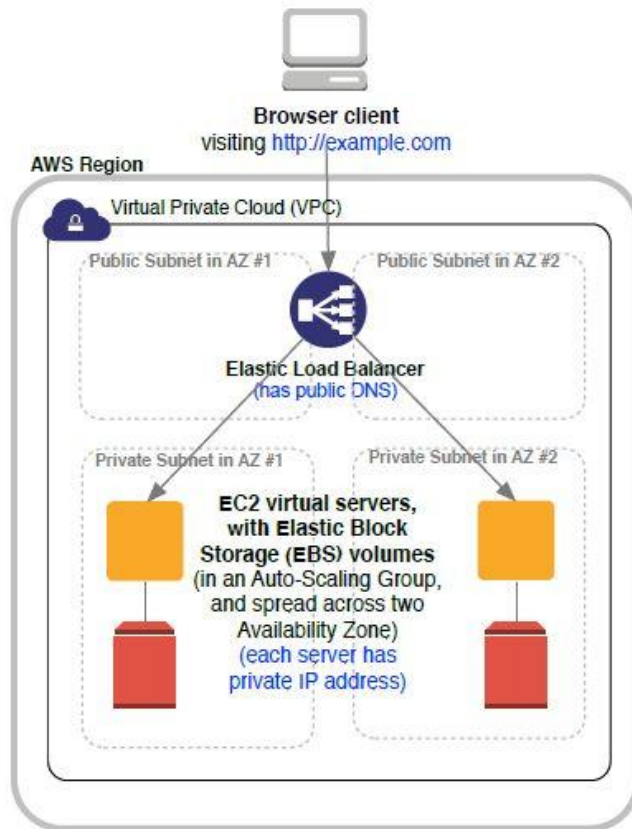 Browser client
visiting http://example.com
AWS Region
Virtual Private Cloud (VPC)
Public Subnet in AZ #1
Public Subnet in AZ #2
Elastic Load Balancer
(has public DNS)
Private Subnet in AZ #1
Private Subnet in AZ #2
EC2 virtual servers,
with Elastic Block
Storage (EBS) volumes
(in an Auto-Scaling Group,
and spread across two
Availability Zone)
(each server has
private IP address)